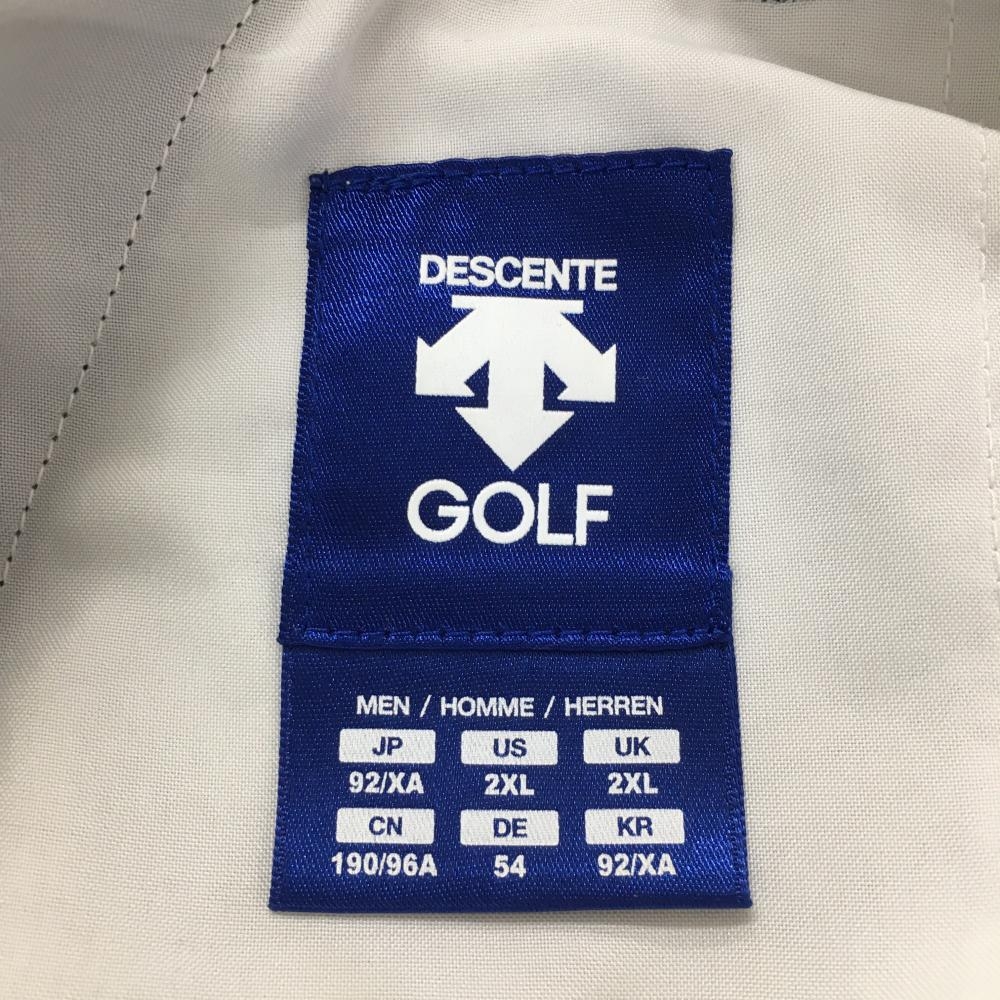 DESCENTE
GOLF
MEN / HOMME / HERREN
JP US UK
92/XA 2XL 2XL
CN DE KR
190/96A 54 92/XA